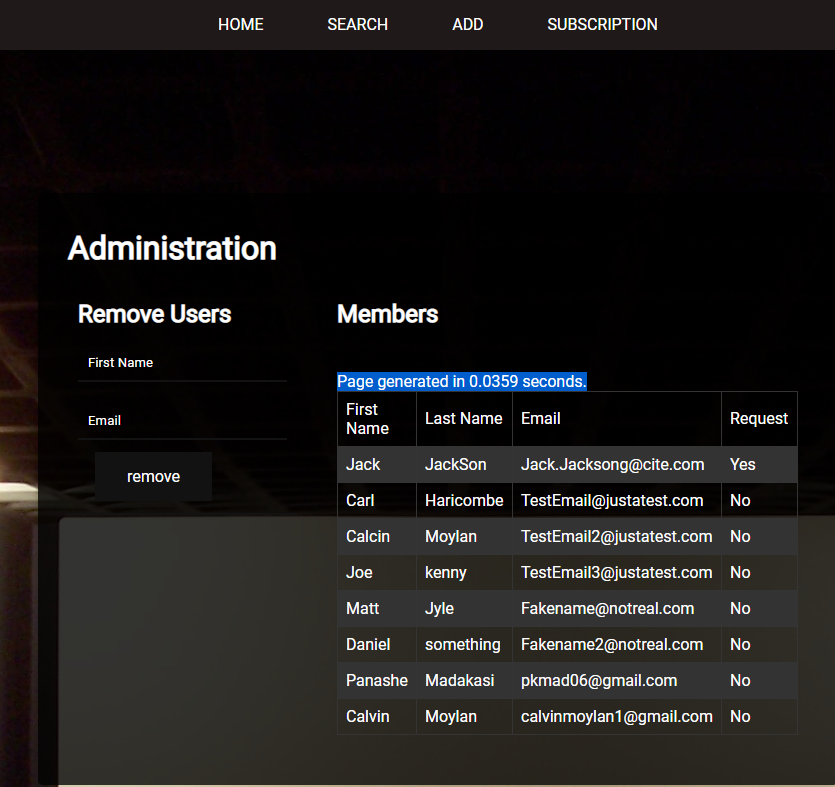 HOME SEARCH ADD SUBSCRIPTION
Administration
Remove Users
First Name
Email
remove
Members
Page generated in 0.0359 seconds.
First Name Last Name Email Request
Jack JackSon Jack.Jacksong@cite.com Yes
Carl Haricombe TestEmail@justatest.com No
Calcin Moylan TestEmail2@justatest.com No
Joe kenny TestEmail3@justatest.com No
Matt Jyle Fakename@notreal.com No
Daniel something Fakename2@notreal.com No
Panashe Madakasi pkmad06@gmail.com No
Calvin Moylan calvinmoylan1@gmail.com No